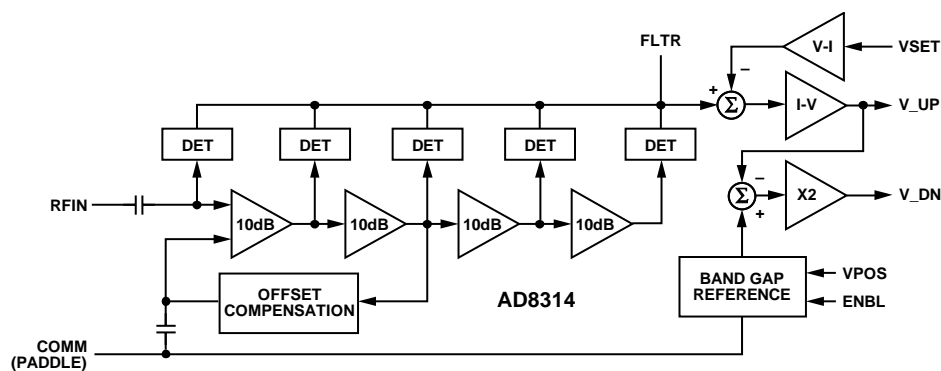 FLTR
V-I
VSET
–
+
Σ
I-V
V_UP
DET
DET
DET
DET
DET
–
Σ
+
X2
V_DN
RFIN
10dB
10dB
10dB
10dB
OFFSET
COMPENSATION
AD8314
BAND GAP
REFERENCE
VPOS
ENBL
COMM
(PADDLE)